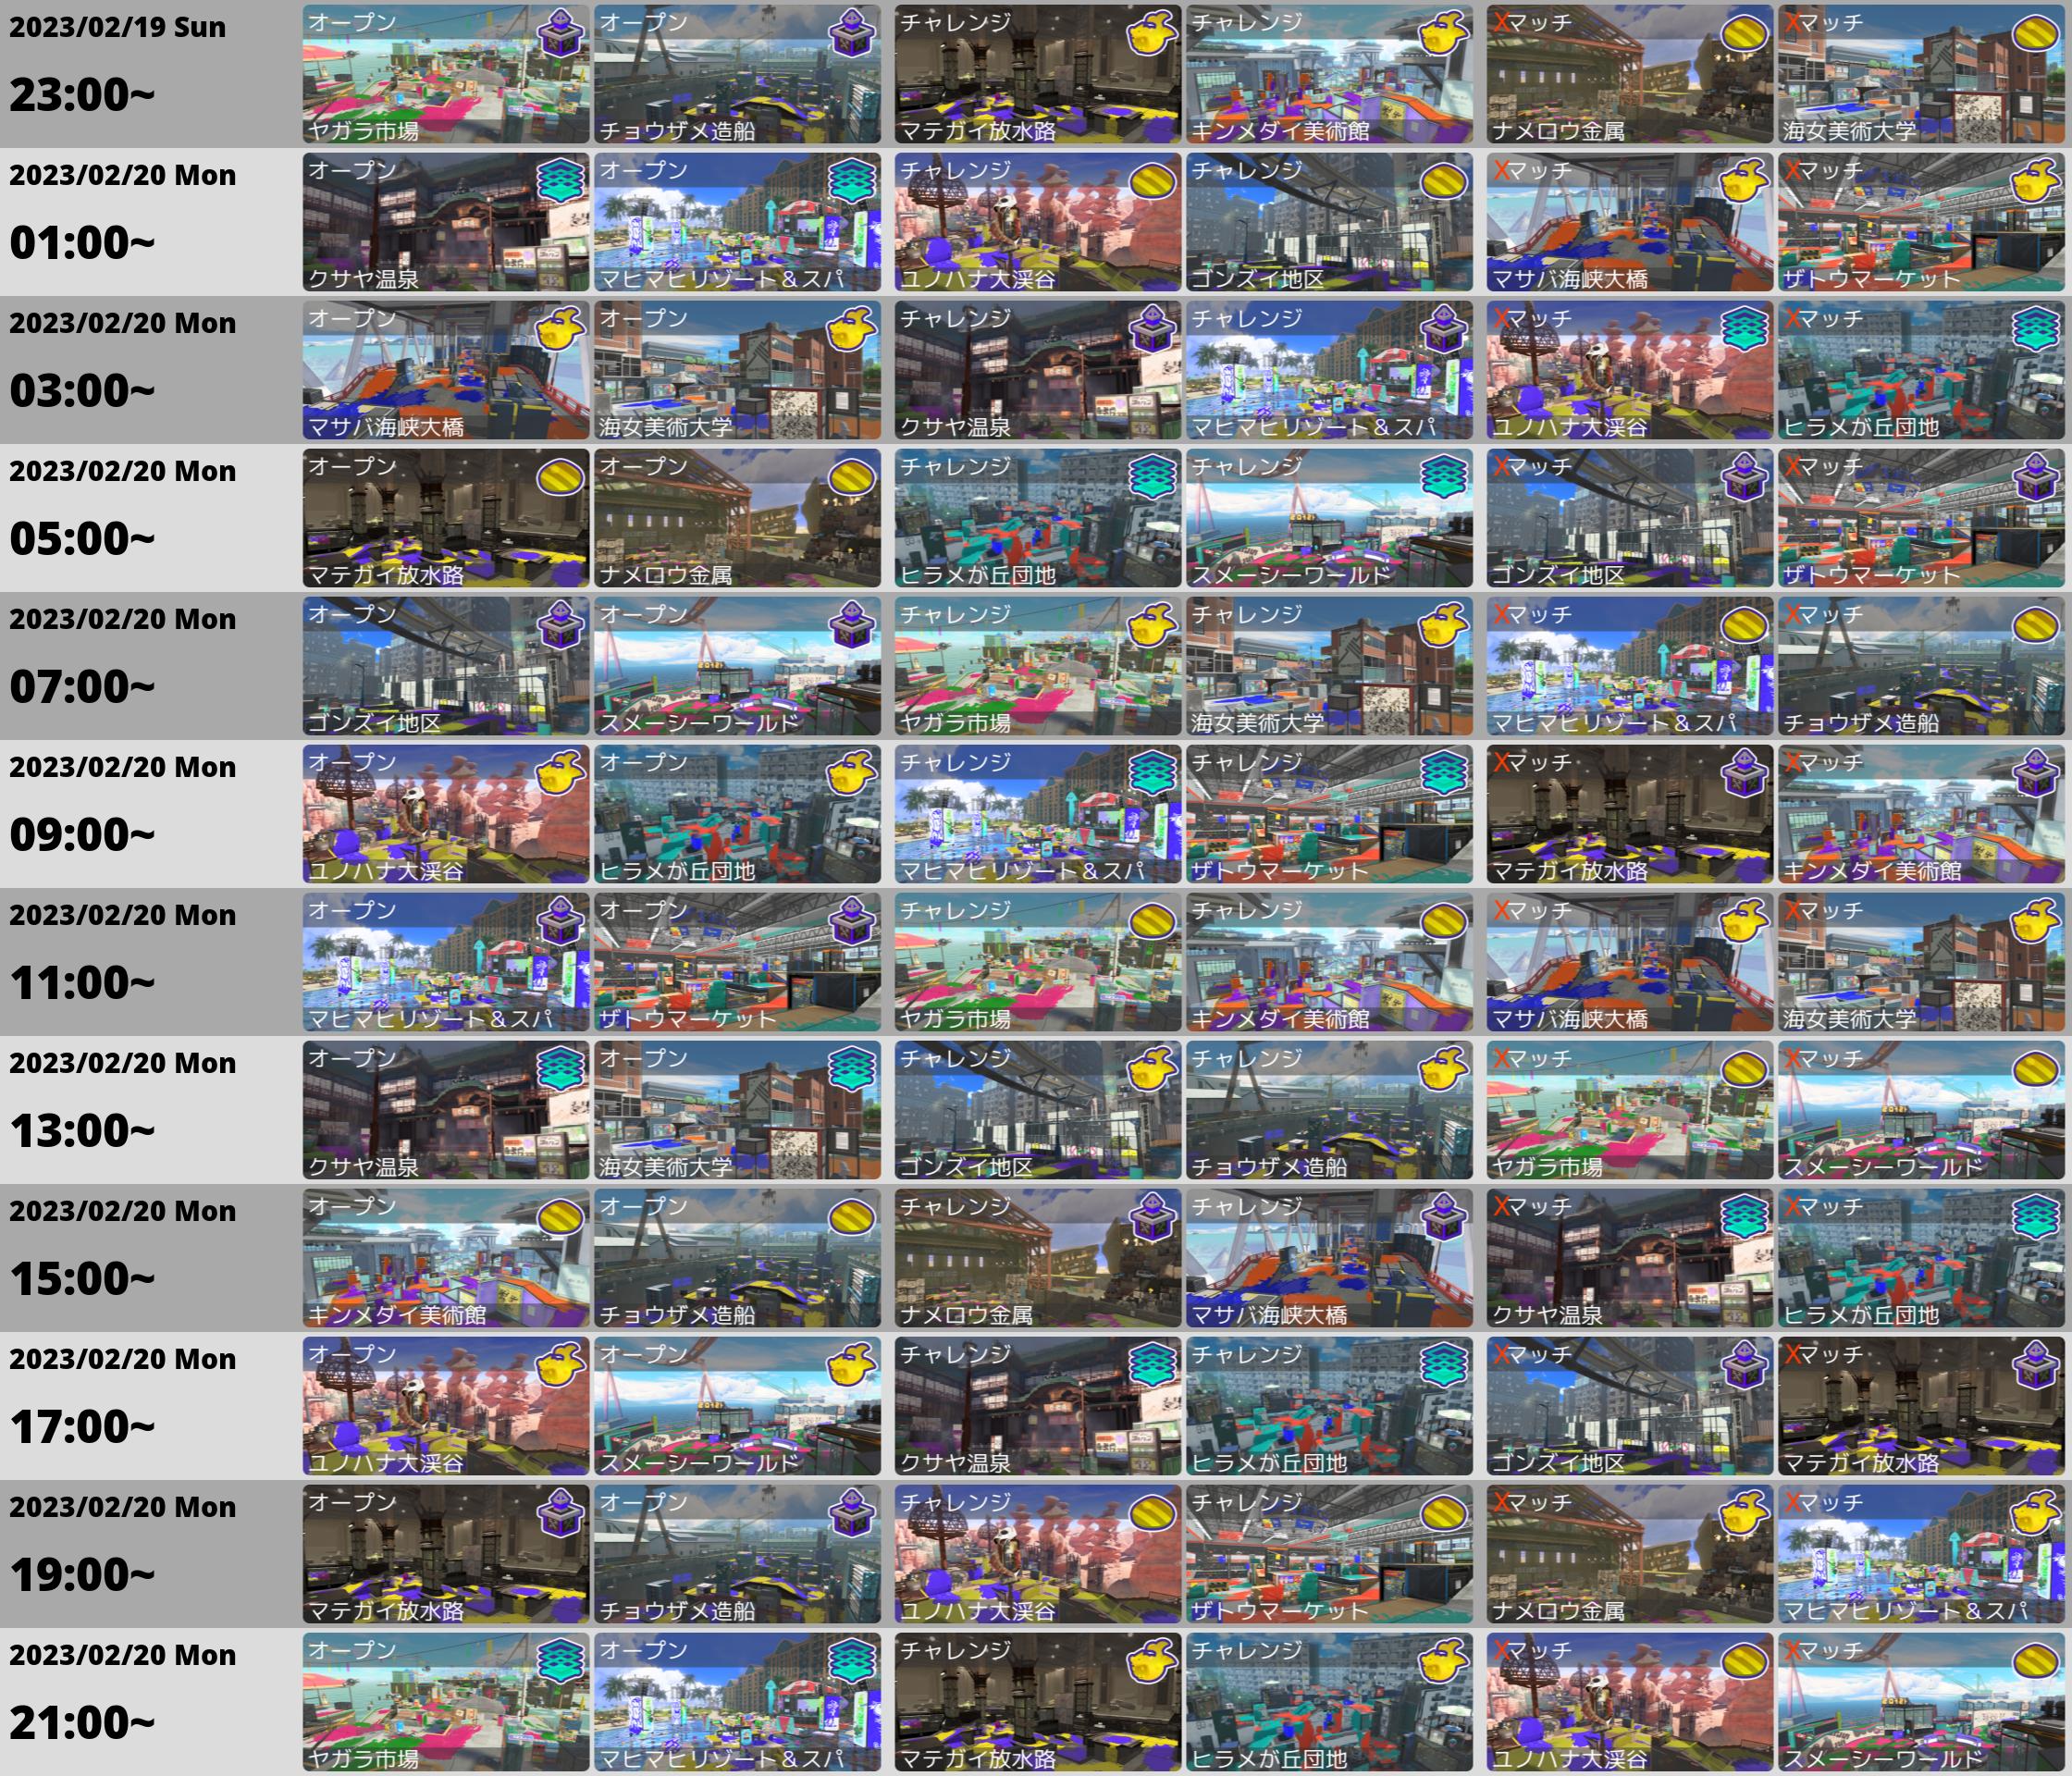 2023/02/19 Sun
23:00~
オープン オープン チャレンジ チャレンジ Xマッチ Xマッチ
ヤガラ市場 チョウザメ造船 マテガイ放水路 キンメダイ美術館 ナメロウ金属 海女美術大学
2023/02/20 Mon
01:00~
オープン オープン チャレンジ チャレンジ Xマッチ Xマッチ
クサヤ温泉 マヒマヒリゾート&スパ ユノハナ大渓谷 ゴンズイ地区 マサバ海峡大橋 ザトウマーケット
2023/02/20 Mon
03:00~
オープン オープン チャレンジ チャレンジ Xマッチ Xマッチ
マサバ海峡大橋 海女美術大学 クサヤ温泉 マヒマヒリゾート&スパ ユノハナ大渓谷 ヒラメが丘団地
2023/02/20 Mon
05:00~
オープン オープン チャレンジ チャレンジ Xマッチ Xマッチ
マテガイ放水路 ナメロウ金属 ヒラメが丘団地 スメーシーワールド ゴンズイ地区 ザトウマーケット
2023/02/20 Mon
07:00~
オープン オープン チャレンジ チャレンジ Xマッチ Xマッチ
ゴンズイ地区 スメーシーワールド ヤガラ市場 海女美術大学 マヒマヒリゾート&スパ チョウザメ造船
2023/02/20 Mon
09:00~
オープン オープン チャレンジ チャレンジ Xマッチ Xマッチ
ユノハナ大渓谷 ヒラメが丘団地 マヒマヒリゾート&スパ ザトウマーケット マテガイ放水路 キンメダイ美術館
2023/02/20 Mon
11:00~
オープン オープン チャレンジ チャレンジ Xマッチ Xマッチ
マヒマヒリゾート&スパ ザトウマーケット ヤガラ市場 キンメダイ美術館 マサバ海峡大橋 海女美術大学
2023/02/20 Mon
13:00~
オープン オープン チャレンジ チャレンジ Xマッチ Xマッチ
クサヤ温泉 海女美術大学 ゴンズイ地区 チョウザメ造船 ヤガラ市場 スメーシーワールド
2023/02/20 Mon
15:00~
オープン オープン チャレンジ チャレンジ Xマッチ Xマッチ
キンメダイ美術館 チョウザメ造船 ナメロウ金属 マサバ海峡大橋 クサヤ温泉 ヒラメが丘団地
2023/02/20 Mon
17:00~
オープン オープン チャレンジ チャレンジ Xマッチ Xマッチ
ユノハナ大渓谷 スメーシーワールド クサヤ温泉 ヒラメが丘団地 ゴンズイ地区 マテガイ放水路
2023/02/20 Mon
19:00~
オープン オープン チャレンジ チャレンジ Xマッチ Xマッチ
マテガイ放水路 チョウザメ造船 ユノハナ大渓谷 ザトウマーケット ナメロウ金属 マヒマヒリゾート&スパ
2023/02/20 Mon
21:00~
オープン オープン チャレンジ チャレンジ Xマッチ Xマッチ
ヤガラ市場 マヒマヒリゾート&スパ マテガイ放水路 ヒラメが丘団地 ユノハナ大渓谷 スメーシーワールド